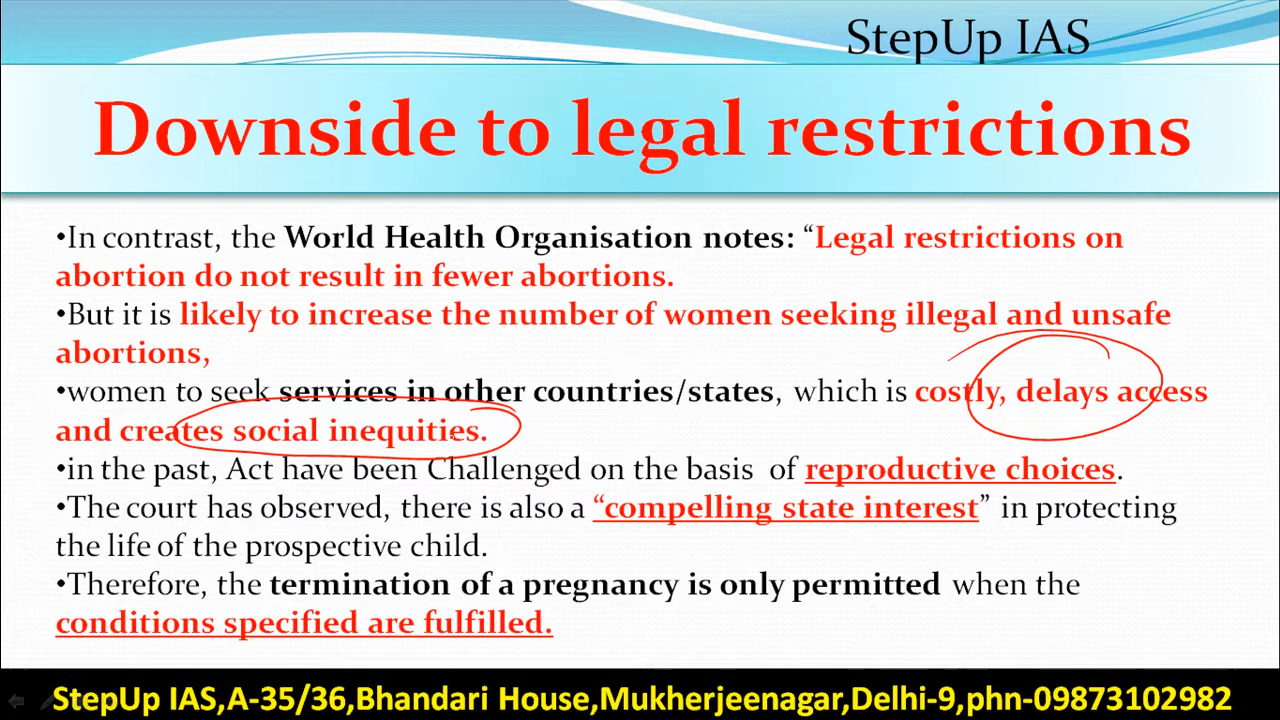 StepUp IAS
Downside to legal restrictions
•In contrast, the World Health Organisation notes: “Legal restrictions on
abortion do not result in fewer abortions.
•But it is likely to increase the number of women seeking illegal and unsafe
abortions,
•women to seek services in other countries/states, which is costly, delays access
and creates social inequities.
•in the past, Act have been Challenged on the basis of reproductive choices.
•The court has observed, there is also a “compelling state interest” in protecting
the life of the prospective child.
•Therefore, the termination of a pregnancy is only permitted when the
conditions specified are fulfilled.
StepUp IAS,A-35/36,Bhandari House,Mukherjeenagar,Delhi-9,phn-09873102982